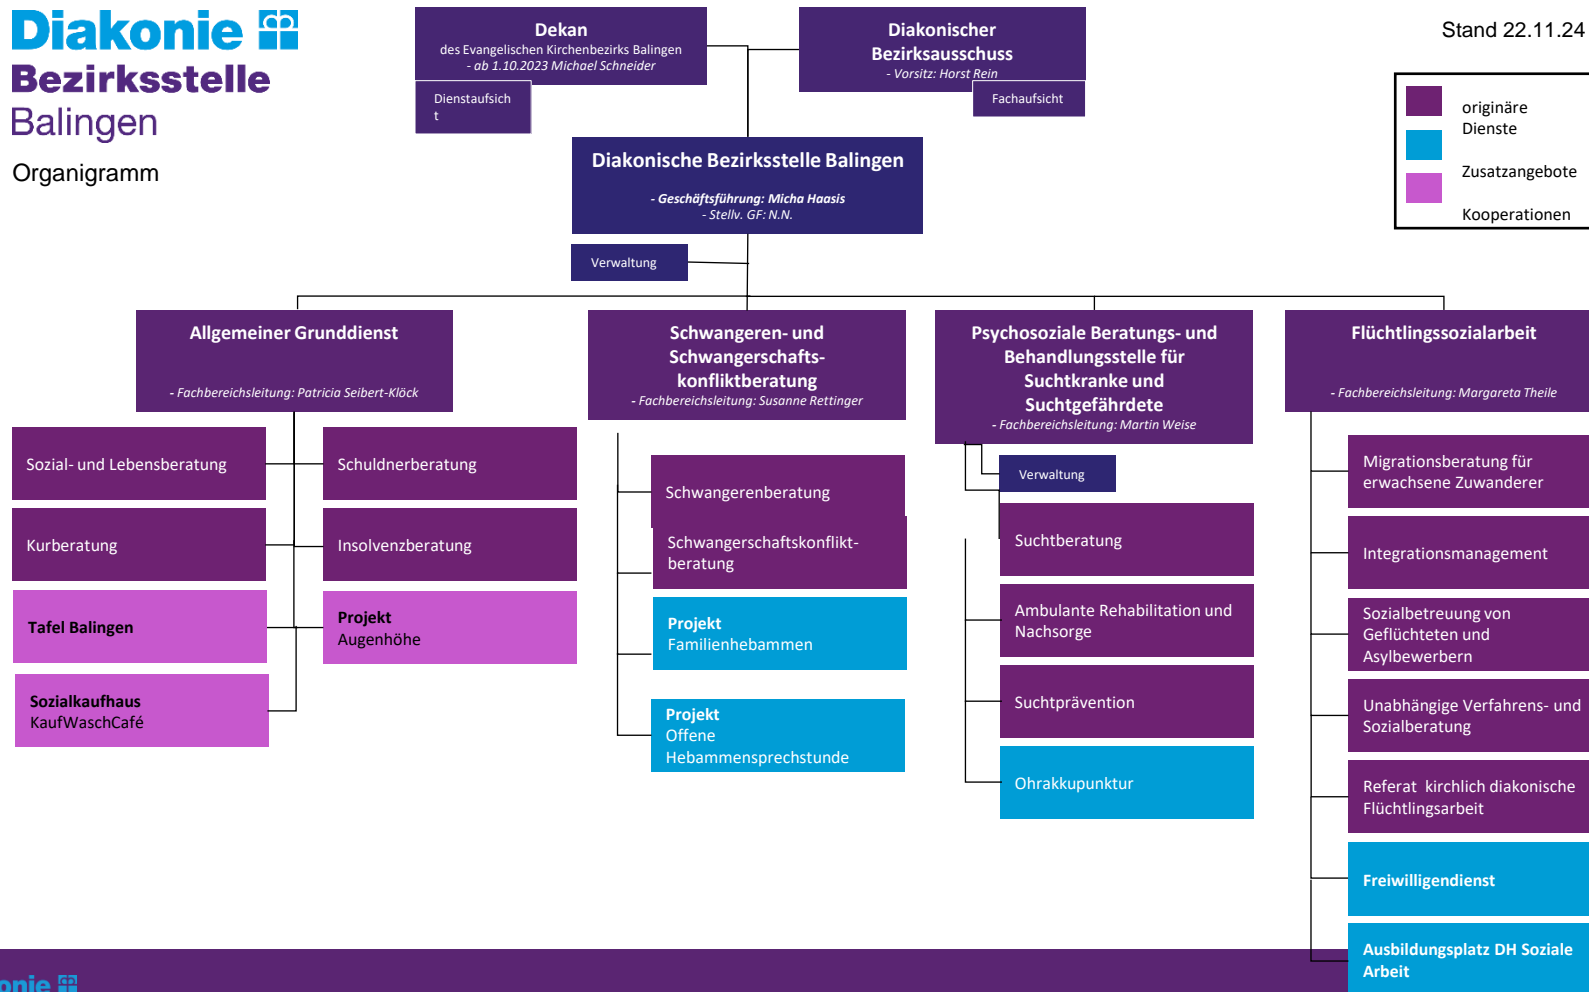 Diakonie
Bezirksstelle
Balingen
Organigramm
Stand 22.11.24
Dekan
des Evangelischen Kirchenbezirks Balingen
- ab 1.10.2023 Michael Schneider
Dienstaufsich
t
Diakonischer
Bezirksausschuss
- Vorsitz: Horst Rein
Fachaufsicht
originäre
Dienste
Zusatzangebote
Kooperationen
Diakonische Bezirksstelle Balingen
- Geschäftsführung: Micha Haasis
- Stellv. GF: N.N.
Verwaltung
Allgemeiner Grunddienst
- Fachbereichsleitung: Patricia Seibert-Klöck
Sozial- und Lebensberatung
Schuldnerberatung
Kurberatung
Insolvenzberatung
Tafel Balingen
Projekt
Augenhöhe
Sozialkaufhaus
KaufWaschCafé
Schwangeren- und
Schwangerschafts-
konfliktberatung
- Fachbereichsleitung: Susanne Rettinger
Schwangerenberatung
Schwangerschaftskonflikt-
beratung
Projekt
Familienhebammen
Projekt
Offene
Hebammensprechstunde
Psychosoziale Beratungs- und
Behandlungsstelle für
Suchtkranke und
Suchtgefährdete
- Fachbereichsleitung: Martin Weise
Verwaltung
Suchtberatung
Ambulante Rehabilitation und
Nachsorge
Suchtprävention
Ohrakkupunktur
Flüchtlingssozialarbeit
- Fachbereichsleitung: Margareta Theile
Migrationsberatung für
erwachsene Zuwanderer
Integrationsmanagement
Sozialbetreuung von
Geflüchteten und
Asylbewerbern
Unabhängige Verfahrens- und
Sozialberatung
Referat  kirchlich diakonische
Flüchtlingsarbeit
Freiwilligendienst
Ausbildungsplatz DH Soziale
Arbeit
onie